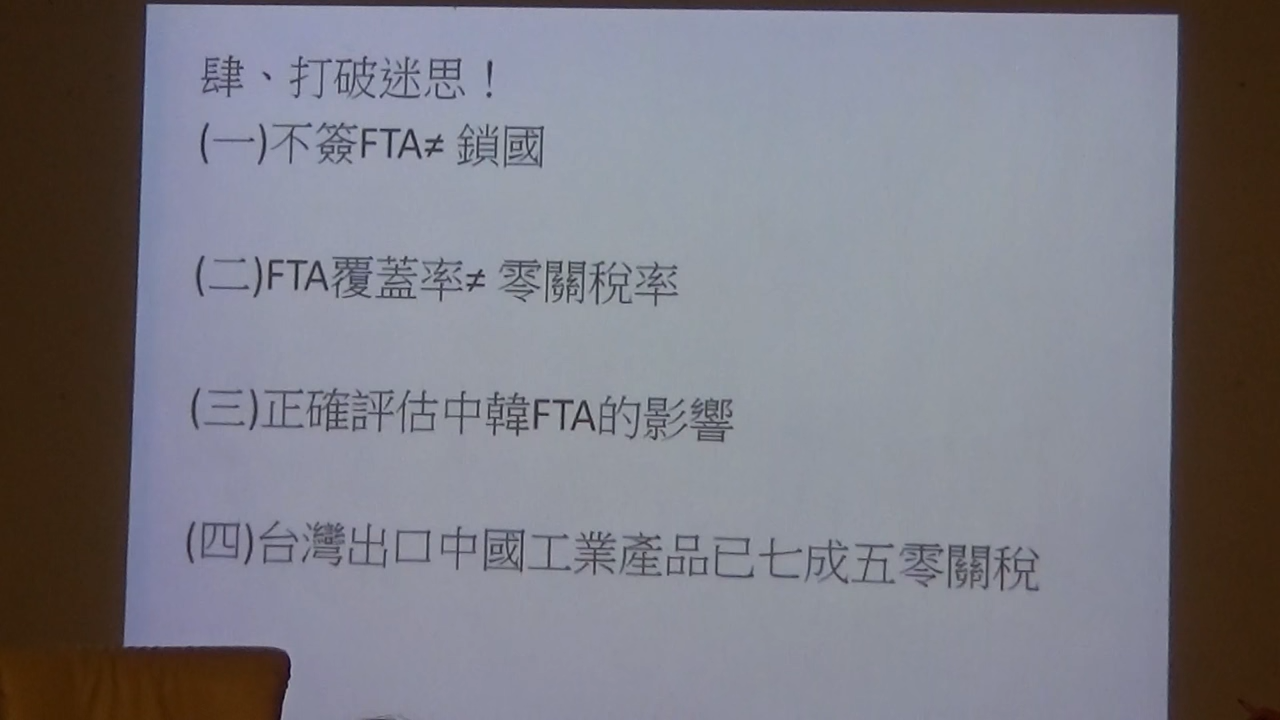 肆、打破迷思！
(一)不簽FTA≠ 鎖國
(二)FTA覆蓋率≠ 零關稅率
(三)正確評估中韓FTA的影響
(四)台灣出口中國工業產品已七成五零關稅